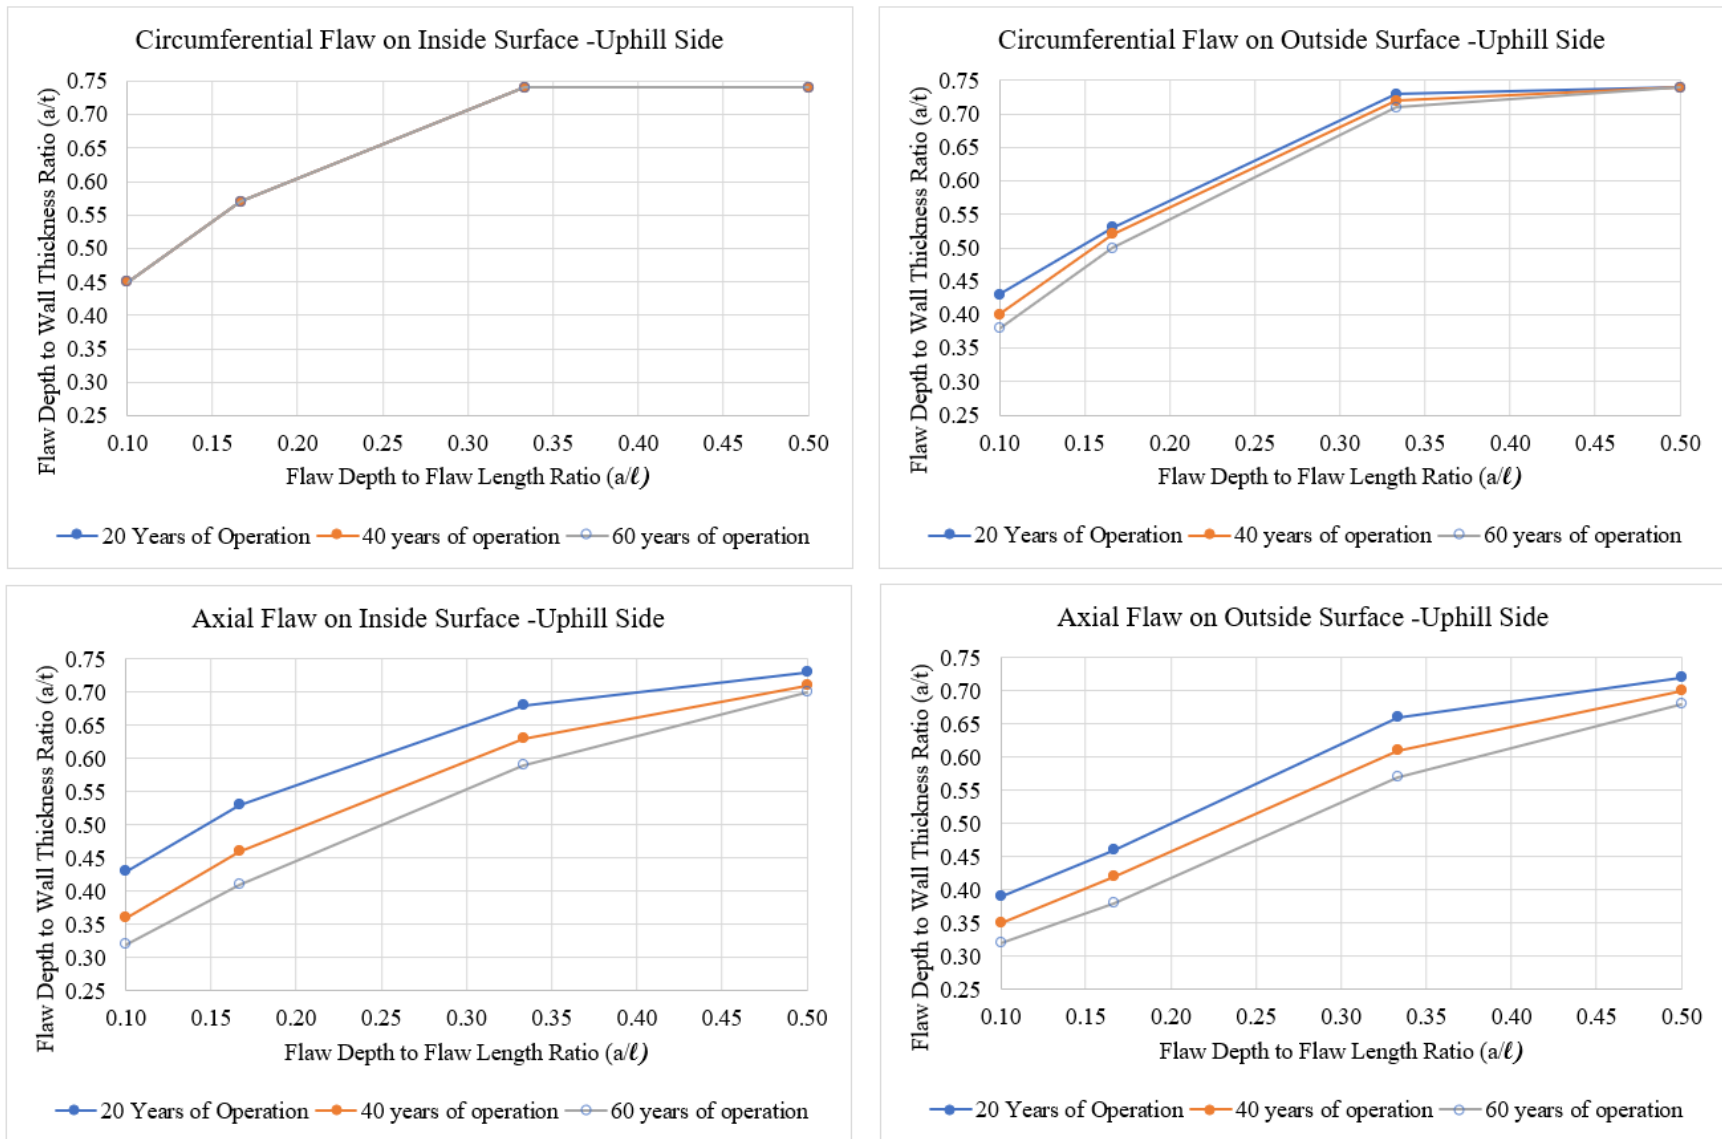 Circumferential Flaw on Inside Surface -Uphill Side
Flaw Depth to Wall Thickness Ratio (a/t)
0.75
0.70
0.65
0.60
0.55
0.50
0.45
0.40
0.35
0.30
0.25
0.10 0.15 0.20 0.25 0.30 0.35 0.40 0.45 0.50
Flaw Depth to Flaw Length Ratio (a/ℓ)
20 Years of Operation 40 years of operation 60 years of operation
Circumferential Flaw on Outside Surface -Uphill Side
Flaw Depth to Wall Thickness Ratio (a/t)
0.75
0.70
0.65
0.60
0.55
0.50
0.45
0.40
0.35
0.30
0.25
0.10 0.15 0.20 0.25 0.30 0.35 0.40 0.45 0.50
Flaw Depth to Flaw Length Ratio (a/ℓ)
20 Years of Operation 40 years of operation 60 years of operation
Axial Flaw on Inside Surface -Uphill Side
Flaw Depth to Wall Thickness Ratio (a/t)
0.75
0.70
0.65
0.60
0.55
0.50
0.45
0.40
0.35
0.30
0.25
0.10 0.15 0.20 0.25 0.30 0.35 0.40 0.45 0.50
Flaw Depth to Flaw Length Ratio (a/ℓ)
20 Years of Operation 40 years of operation 60 years of operation
Axial Flaw on Outside Surface -Uphill Side
Flaw Depth to Wall Thickness Ratio (a/t)
0.75
0.70
0.65
0.60
0.55
0.50
0.45
0.40
0.35
0.30
0.25
0.10 0.15 0.20 0.25 0.30 0.35 0.40 0.45 0.50
Flaw Depth to Flaw Length Ratio (a/ℓ)
20 Years of Operation 40 years of operation 60 years of operation